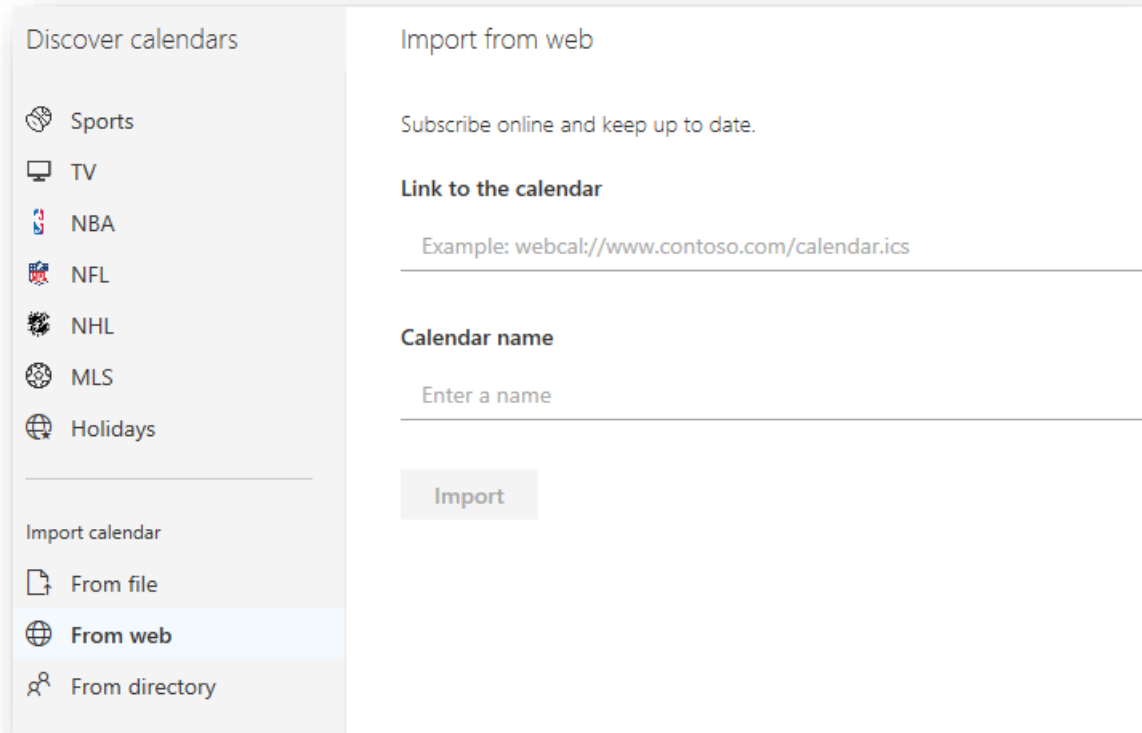 Discover calendars
Sports
TV
NBA
NFL
NHL
MLS
Holidays
Import calendar
From file
From web
From directory
Import from web
Subscribe online and keep up to date.
Link to the calendar
Example: webcal://www.contoso.com/calendar.ics
Calendar name
Enter a name
Import